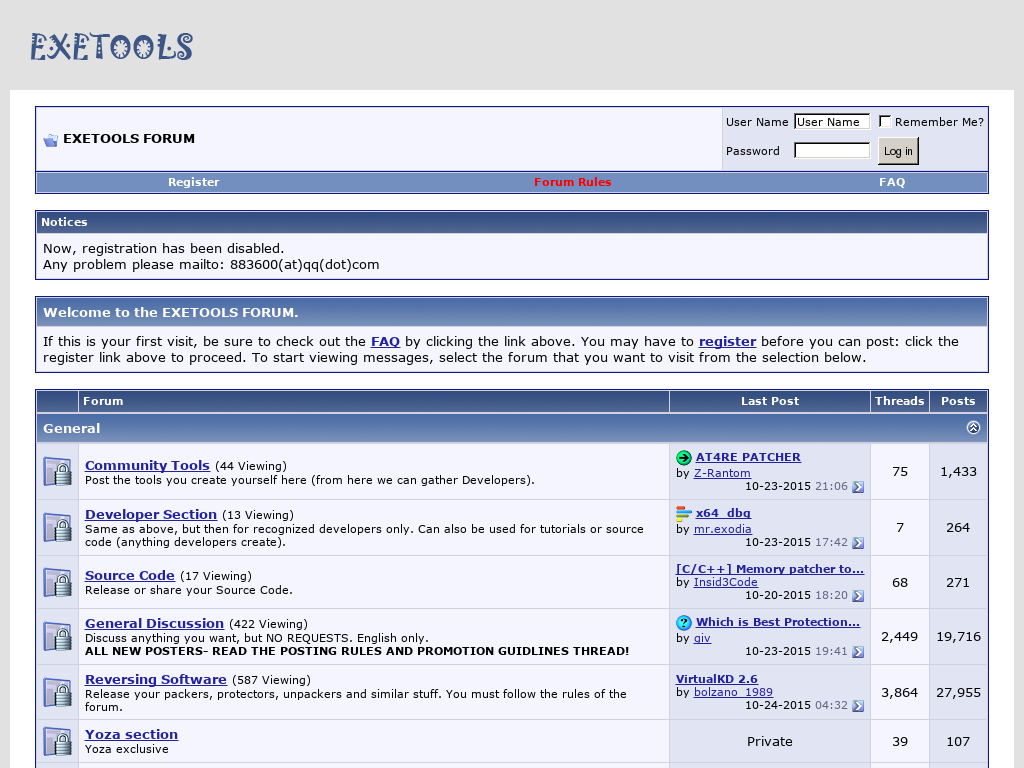 EXETOOLS
EXETOOLS FORUM
User Name User Name Remember Me?
Password Log in
Register Forum Rules FAQ
Notices
Now, registration has been disabled.
Any problem please mailto: 883600(at)qq(dot)com
Welcome to the EXETOOLS FORUM.
If this is your first visit, be sure to check out the FAQ by clicking the link above. You may have to register before you can post: click the
register link above to proceed. To start viewing messages, select the forum that you want to visit from the selection below.
Forum Last Post Threads Posts
General
Community Tools (44 Viewing)
Post the tools you create yourself here (from here we can gather Developers).
AT4RE PATCHER
by Z-Rantom
10-23-2015 21:06
75 1,433
Developer Section (13 Viewing)
Same as above, but then for recognized developers only. Can also be used for tutorials or source
code (anything developers create).
x64_dbg
by mr.exodia
10-23-2015 17:42
7 264
Source Code (17 Viewing)
Release or share your Source Code.
[C/C++] Memory patcher to...
by Insid3Code
10-20-2015 18:20
68 271
General Discussion (422 Viewing)
Discuss anything you want, but NO REQUESTS. English only.
ALL NEW POSTERS- READ THE POSTING RULES AND PROMOTION GUIDLINES THREAD!
Which is Best Protection...
by qiv
10-23-2015 19:41
2,449 19,716
Reversing Software (587 Viewing)
Release your packers, protectors, unpackers and similar stuff. You must follow the rules of the
forum.
VirtualKD 2.6
by bolzano_1989
10-24-2015 04:32
3,864 27,955
Yoza section
Yoza exclusive
Private
39 107